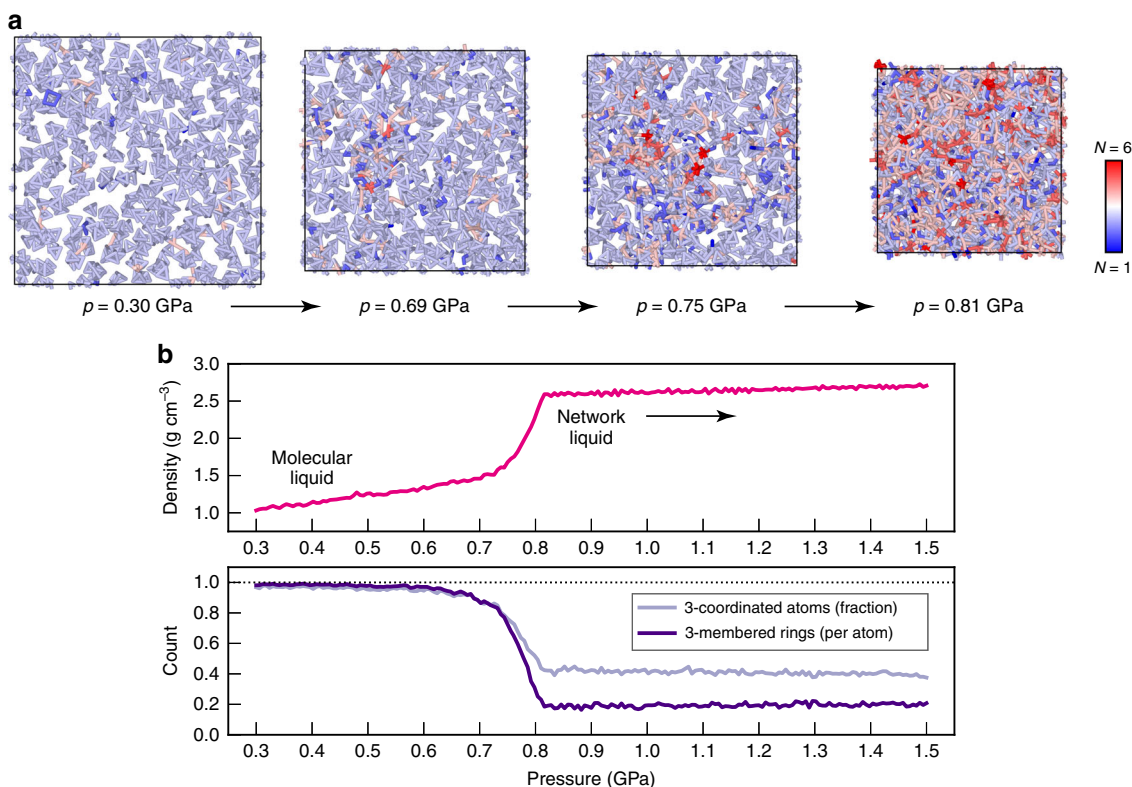 a
N = 6
N = 1
p = 0.30 GPa
p = 0.69 GPa
p = 0.75 GPa
p = 0.81 GPa
b
3.0
2.5
2.0
1.5
1.0
Density (g cm⁻³)
Molecular
liquid
Network
liquid
0.3 0.4 0.5 0.6 0.7 0.8 0.9 1.0 1.1 1.2 1.3 1.4 1.5
1.0
0.8
0.6
0.4
0.2
0.0
Count
3-coordinated atoms (fraction)
3-membered rings (per atom)
0.3 0.4 0.5 0.6 0.7 0.8 0.9 1.0 1.1 1.2 1.3 1.4 1.5
Pressure (GPa)